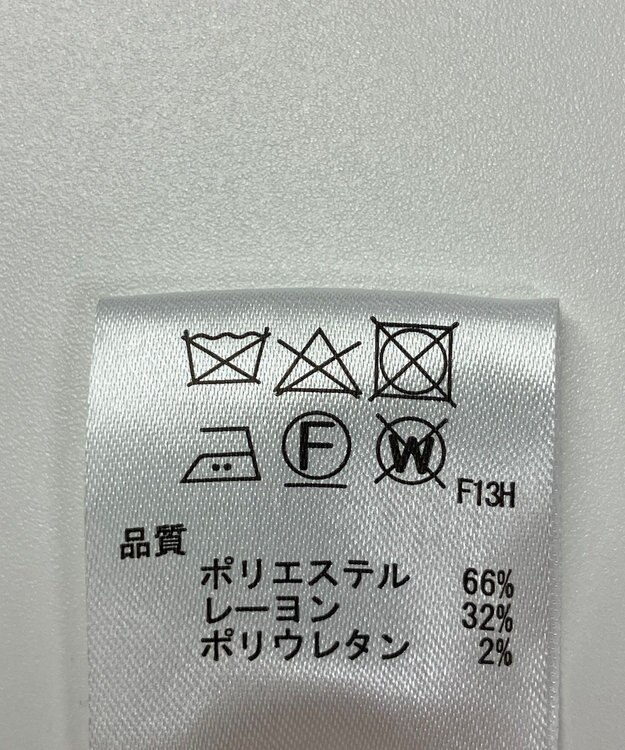 F W F13H
品質
ポリエステル 66%
レーヨン 32%
ポリウレタン 2%